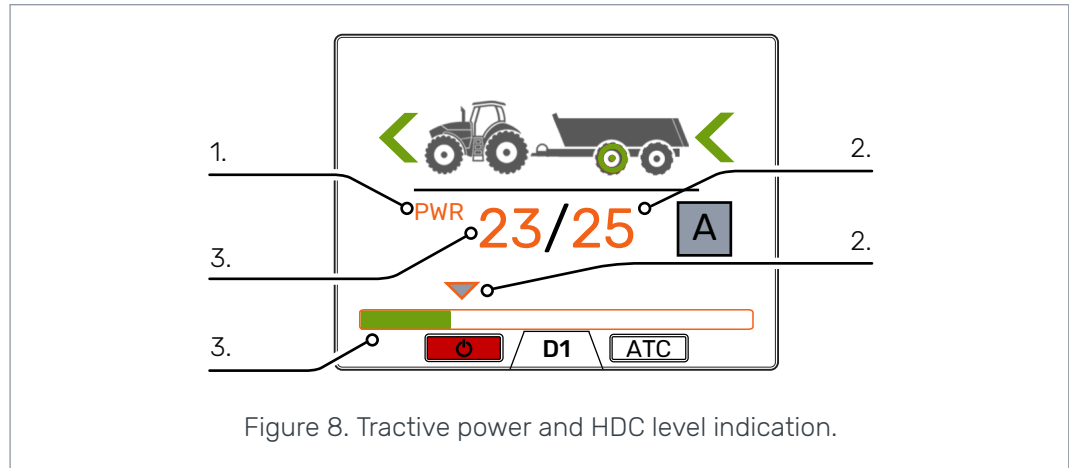 1.
2.
PWR 23/25 A
3.
2.
3.
D1 ATC
Figure 8. Tractive power and HDC level indication.